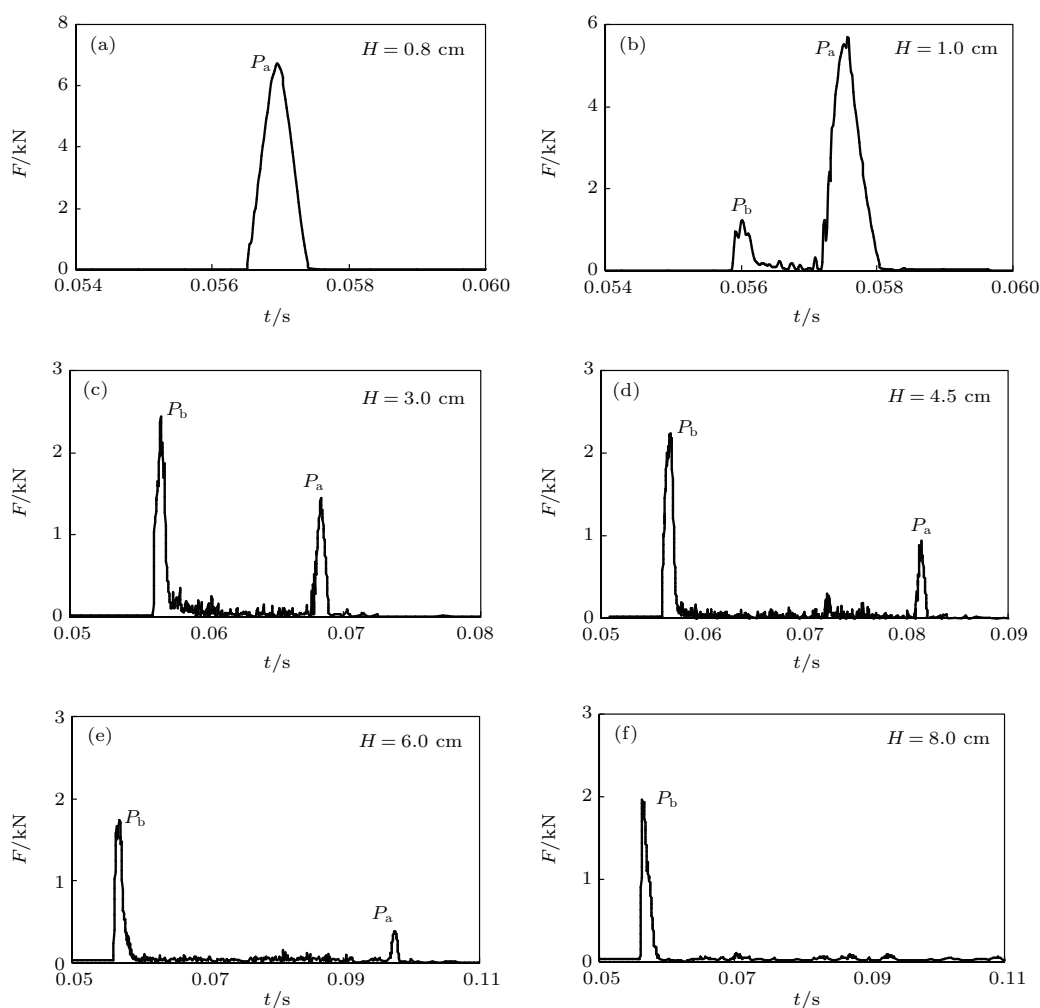 (a)
H = 0.8 cm
Pa
F/kN
8
6
4
2
0
0.054
0.056
0.058
0.060
t/s
(b)
H = 1.0 cm
Pa
Pb
F/kN
6
4
2
0
0.054
0.056
0.058
0.060
t/s
(c)
H = 3.0 cm
Pb
Pa
F/kN
3
2
1
0
0.05
0.06
0.07
0.08
t/s
(d)
H = 4.5 cm
Pb
Pa
F/kN
3
2
1
0
0.05
0.06
0.07
0.08
0.09
t/s
(e)
H = 6.0 cm
Pb
Pa
F/kN
3
2
1
0
0.05
0.07
0.09
0.11
t/s
(f)
H = 8.0 cm
Pb
F/kN
3
2
1
0
0.05
0.07
0.09
0.11
t/s